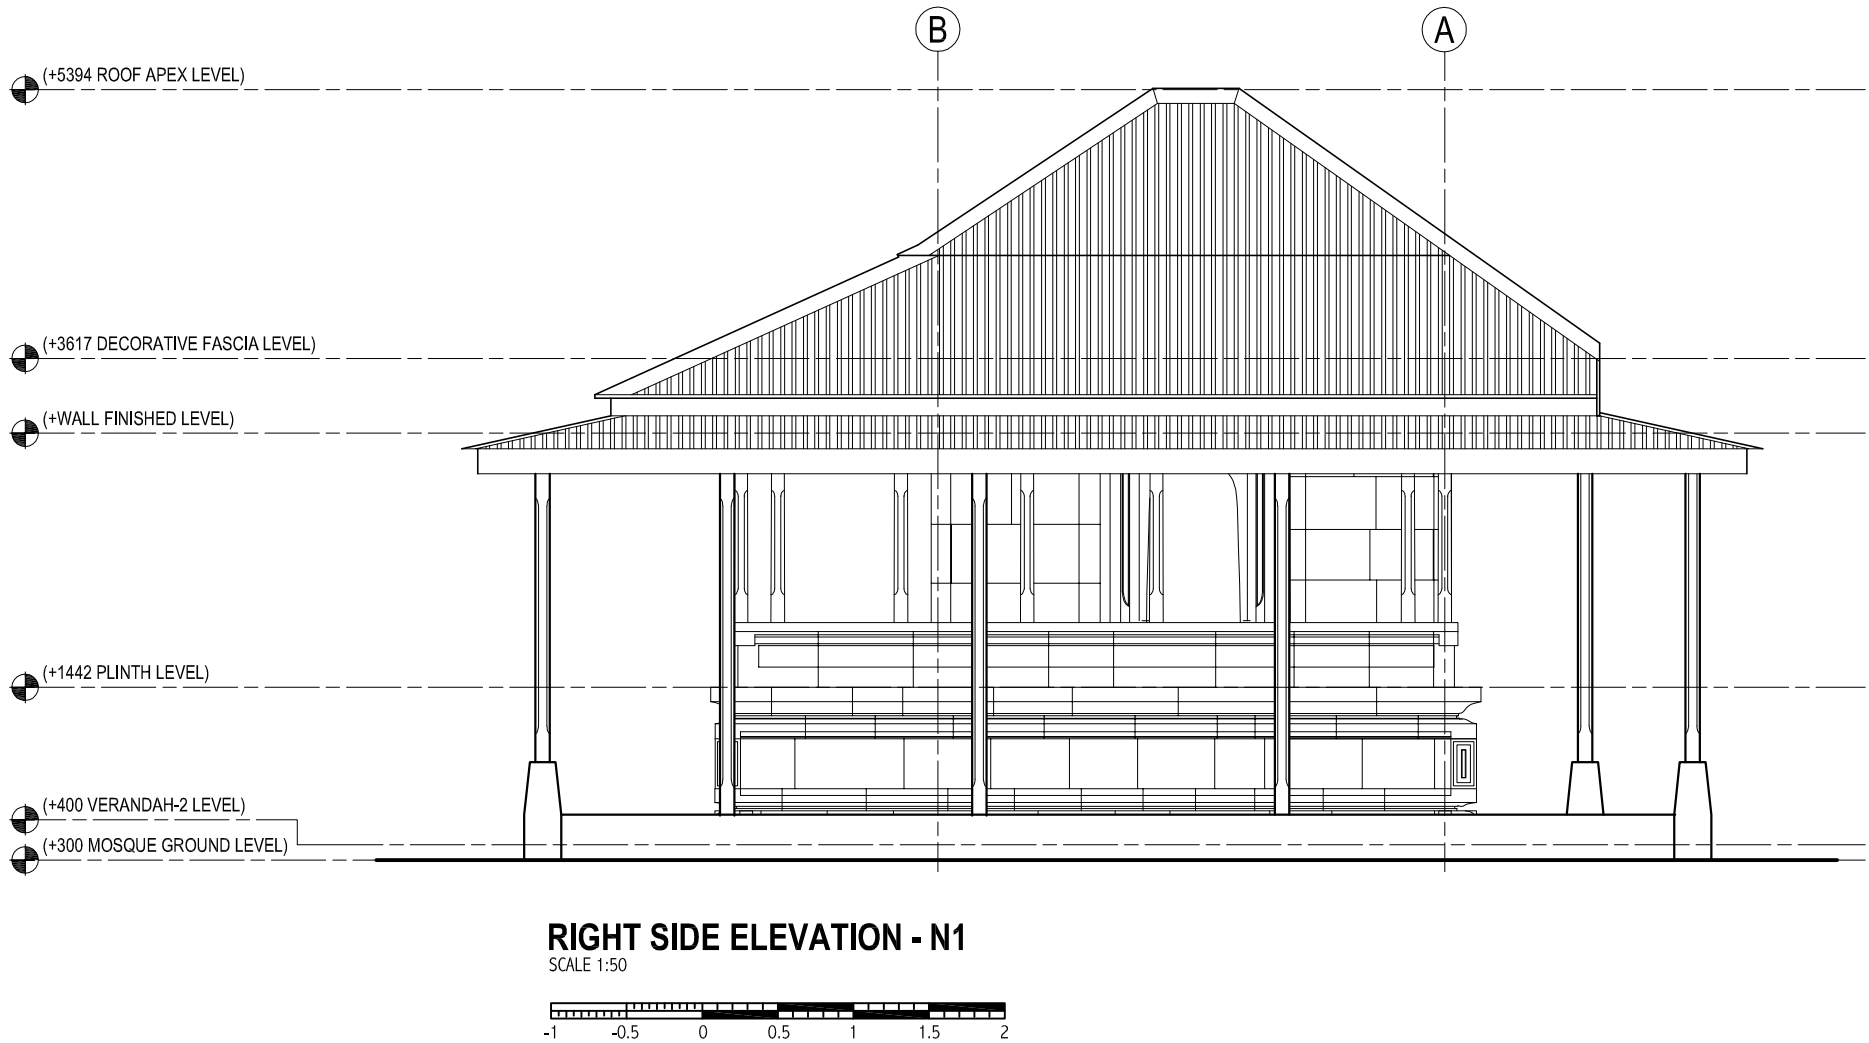 B A
(+5394 ROOF APEX LEVEL)
(+3617 DECORATIVE FASCIA LEVEL)
(+WALL FINISHED LEVEL)
(+1442 PLINTH LEVEL)
(+400 VERANDAH-2 LEVEL)
(+300 MOSQUE GROUND LEVEL)
RIGHT SIDE ELEVATION - N1
SCALE 1:50
-1 -0.5 0 0.5 1 1.5 2